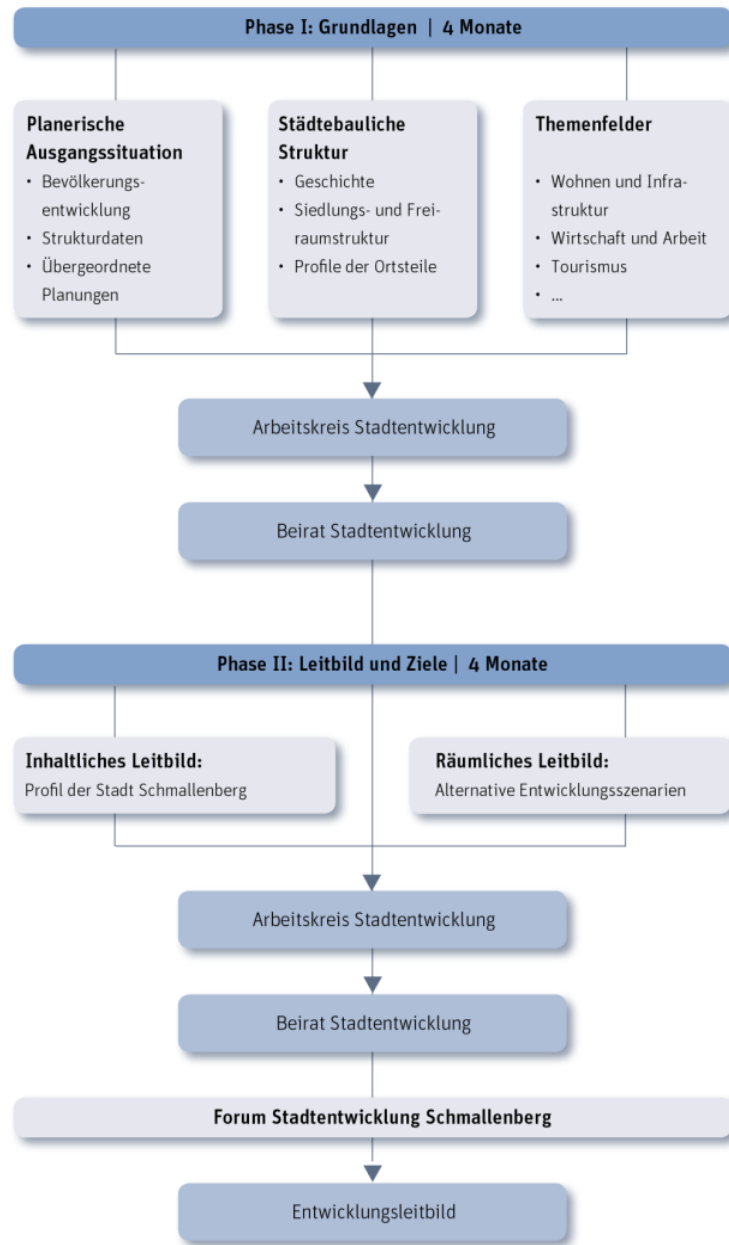 Phase I: Grundlagen | 4 Monate
Planerische
Ausgangssituation
• Bevölkerungs-
entwicklung
• Strukturdaten
• Übergeordnete
Planungen
Städtebauliche
Struktur
• Geschichte
• Siedlungs- und Frei-
raumstruktur
• Profile der Ortsteile
Themenfelder
• Wohnen und Infra-
struktur
• Wirtschaft und Arbeit
• Tourismus
• ...
Arbeitskreis Stadtentwicklung
Beirat Stadtentwicklung
Phase II: Leitbild und Ziele | 4 Monate
Inhaltliches Leitbild:
Profil der Stadt Schmallenberg
Räumliches Leitbild:
Alternative Entwicklungsszenarien
Arbeitskreis Stadtentwicklung
Beirat Stadtentwicklung
Forum Stadtentwicklung Schmallenberg
Entwicklungsleitbild